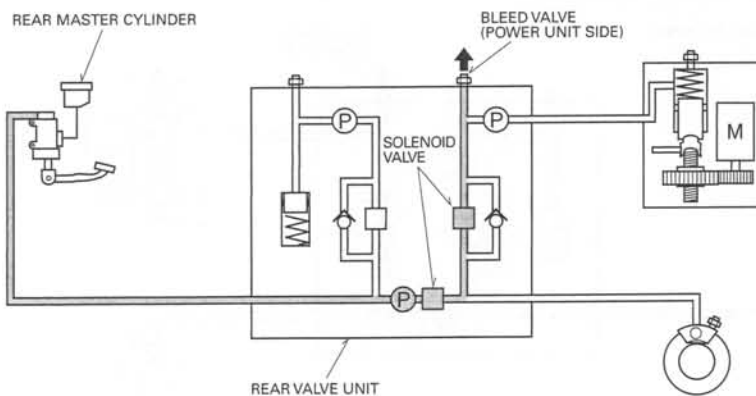 REAR MASTER CYLINDER
BLEED VALVE
(POWER UNIT SIDE)
P
P
SOLENOID
VALVE
M
P
REAR VALVE UNIT